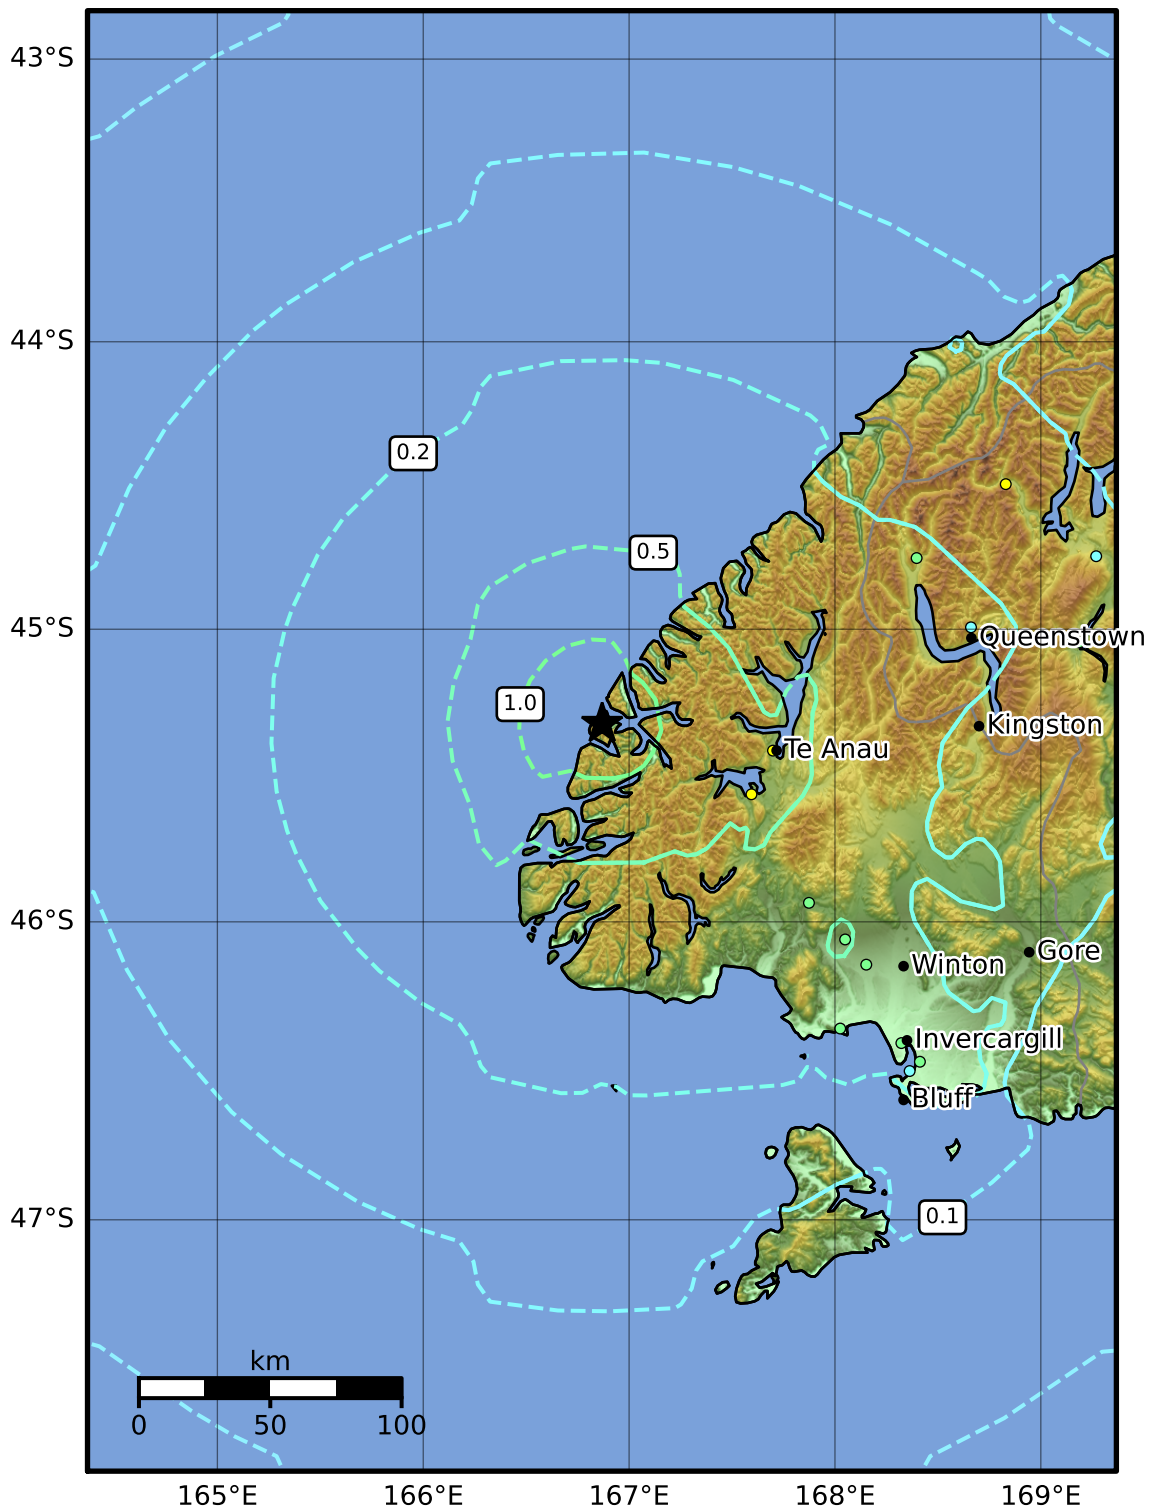 43°S
44°S
0.2
0.5
45°S
Queenstown
1.0
Kingston
Te Anau
46°S
Gore
Winton
Invercargill
Bluff
47°S
0.1
km
0 50 100
165°E 166°E 167°E 168°E 169°E